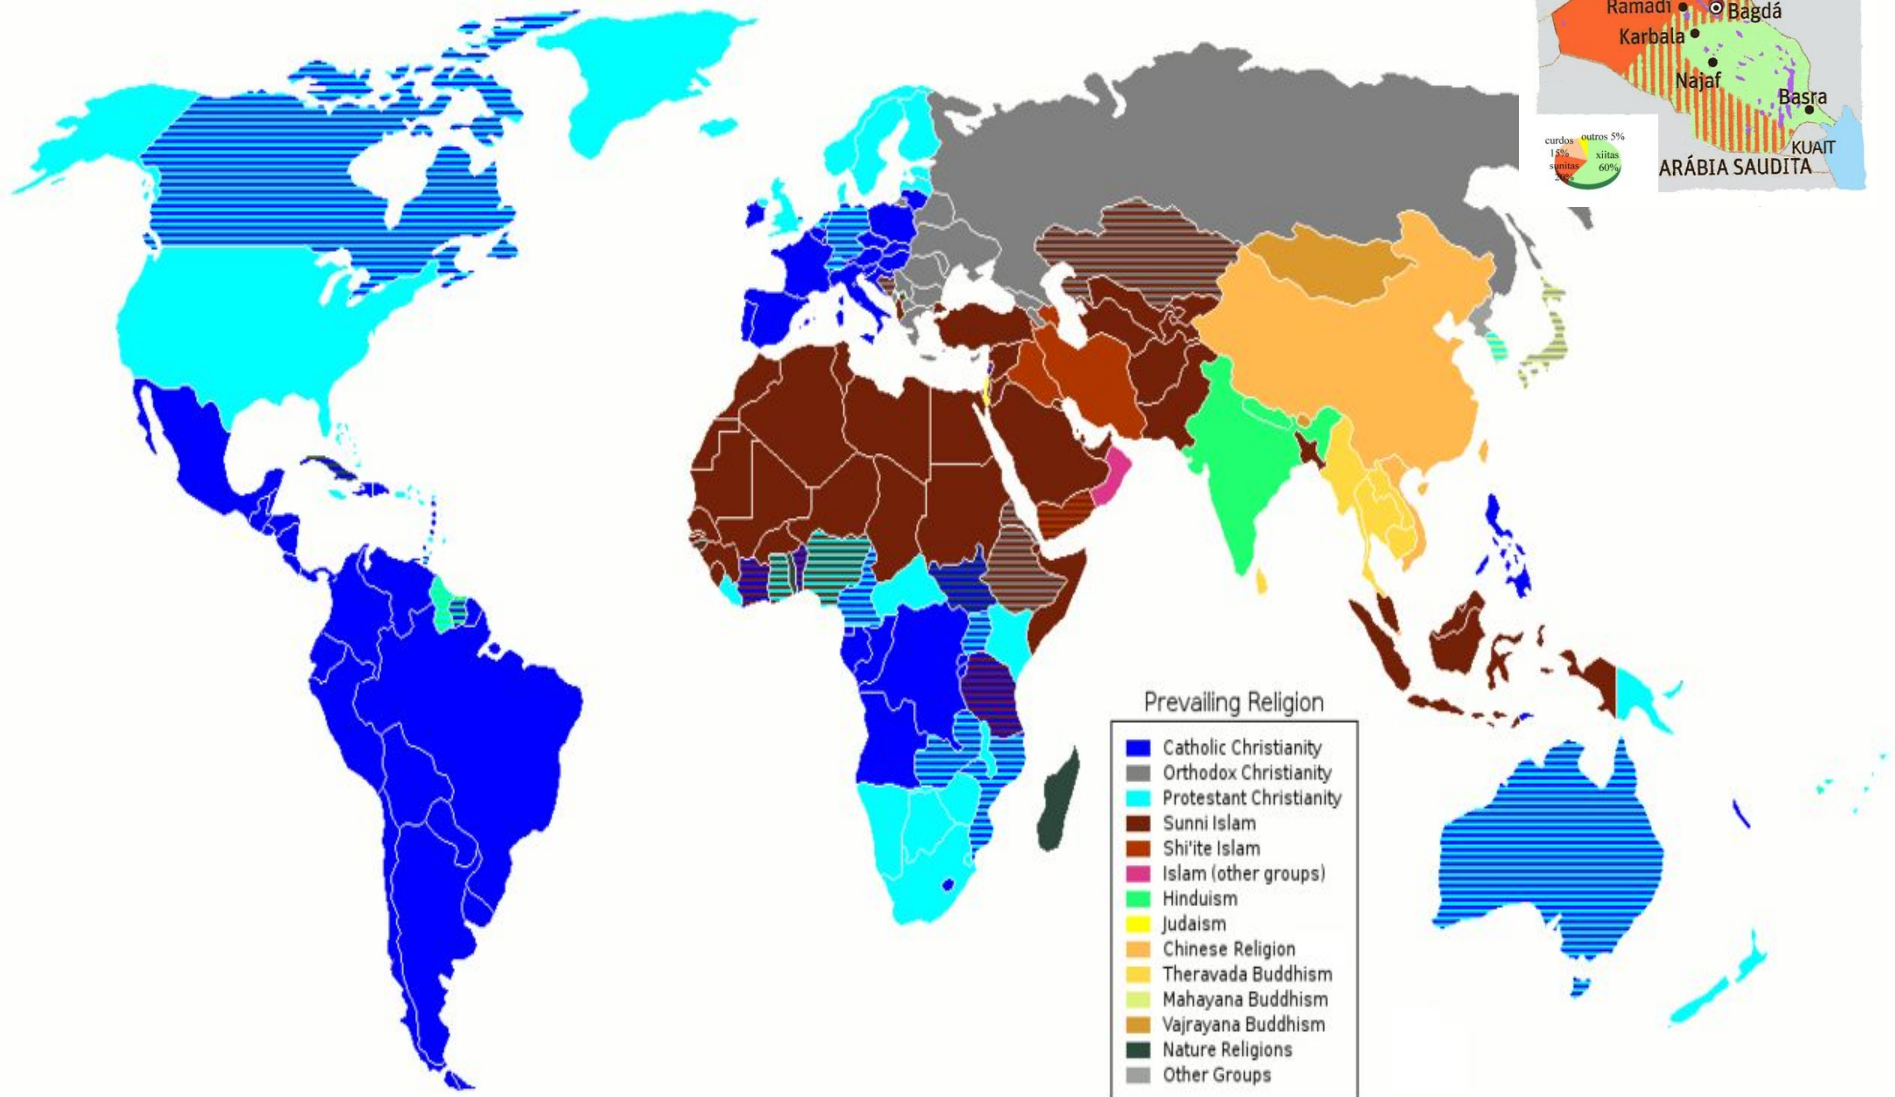 Ramadi
Bagdá
Karbala
Najaf
Basra
KUAIT
ARÁBIA SAUDITA
curdos
15%
outros 5%
xiitas
60%
sunitas
20%
Prevailing Religion
Catholic Christianity
Orthodox Christianity
Protestant Christianity
Sunni Islam
Shi'ite Islam
Islam (other groups)
Hinduism
Judaism
Chinese Religion
Theravada Buddhism
Mahayana Buddhism
Vajrayana Buddhism
Nature Religions
Other Groups